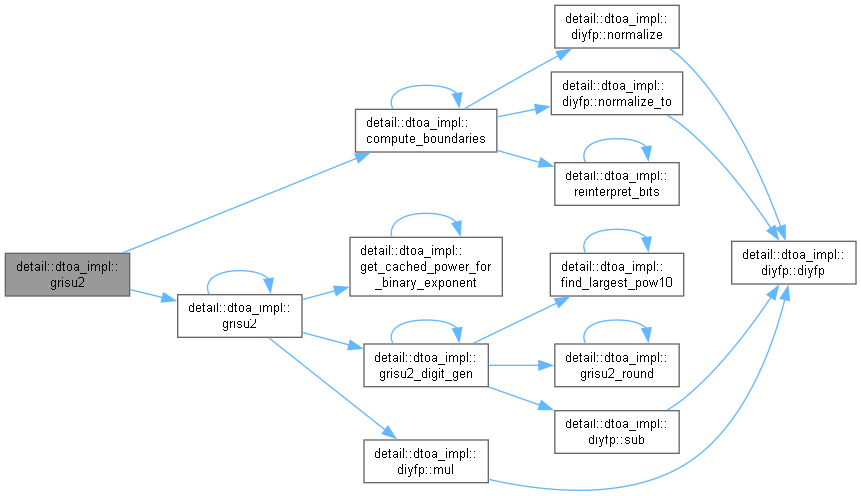 detail::dtoa_impl::
diyfp::normalize
detail::dtoa_impl::
diyfp::normalize_to
detail::dtoa_impl::
compute_boundaries
detail::dtoa_impl::
reinterpret_bits
detail::dtoa_impl::
get_cached_power_for
_binary_exponent
detail::dtoa_impl::
diyfp::diyfp
detail::dtoa_impl::
grisu2
detail::dtoa_impl::
find_largest_pow10
detail::dtoa_impl::
grisu2
detail::dtoa_impl::
grisu2_digit_gen
detail::dtoa_impl::
grisu2_round
detail::dtoa_impl::
diyfp::sub
detail::dtoa_impl::
diyfp::mul